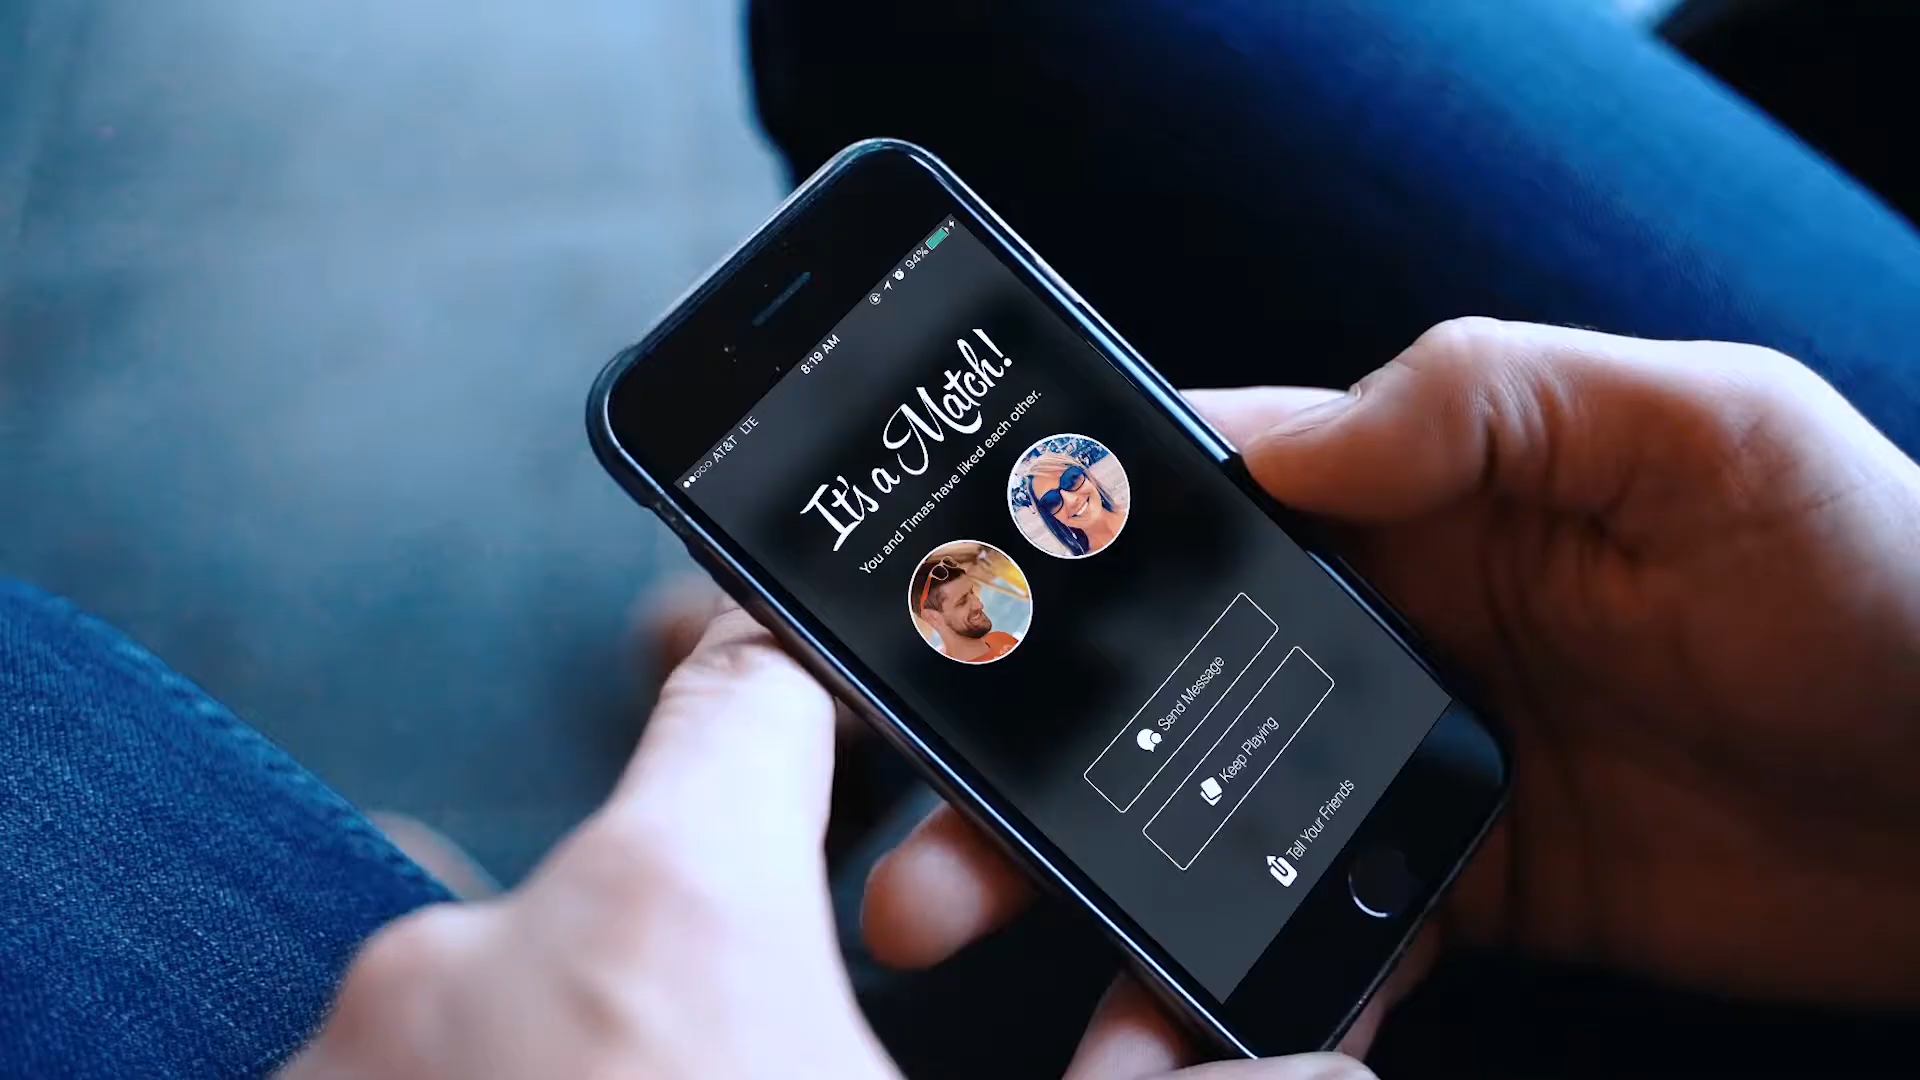 AT&T LTE 8:19 AM 94%
It's a Match!
You and Timas have liked each other.
Send Message
Keep Playing
Tell Your Friends